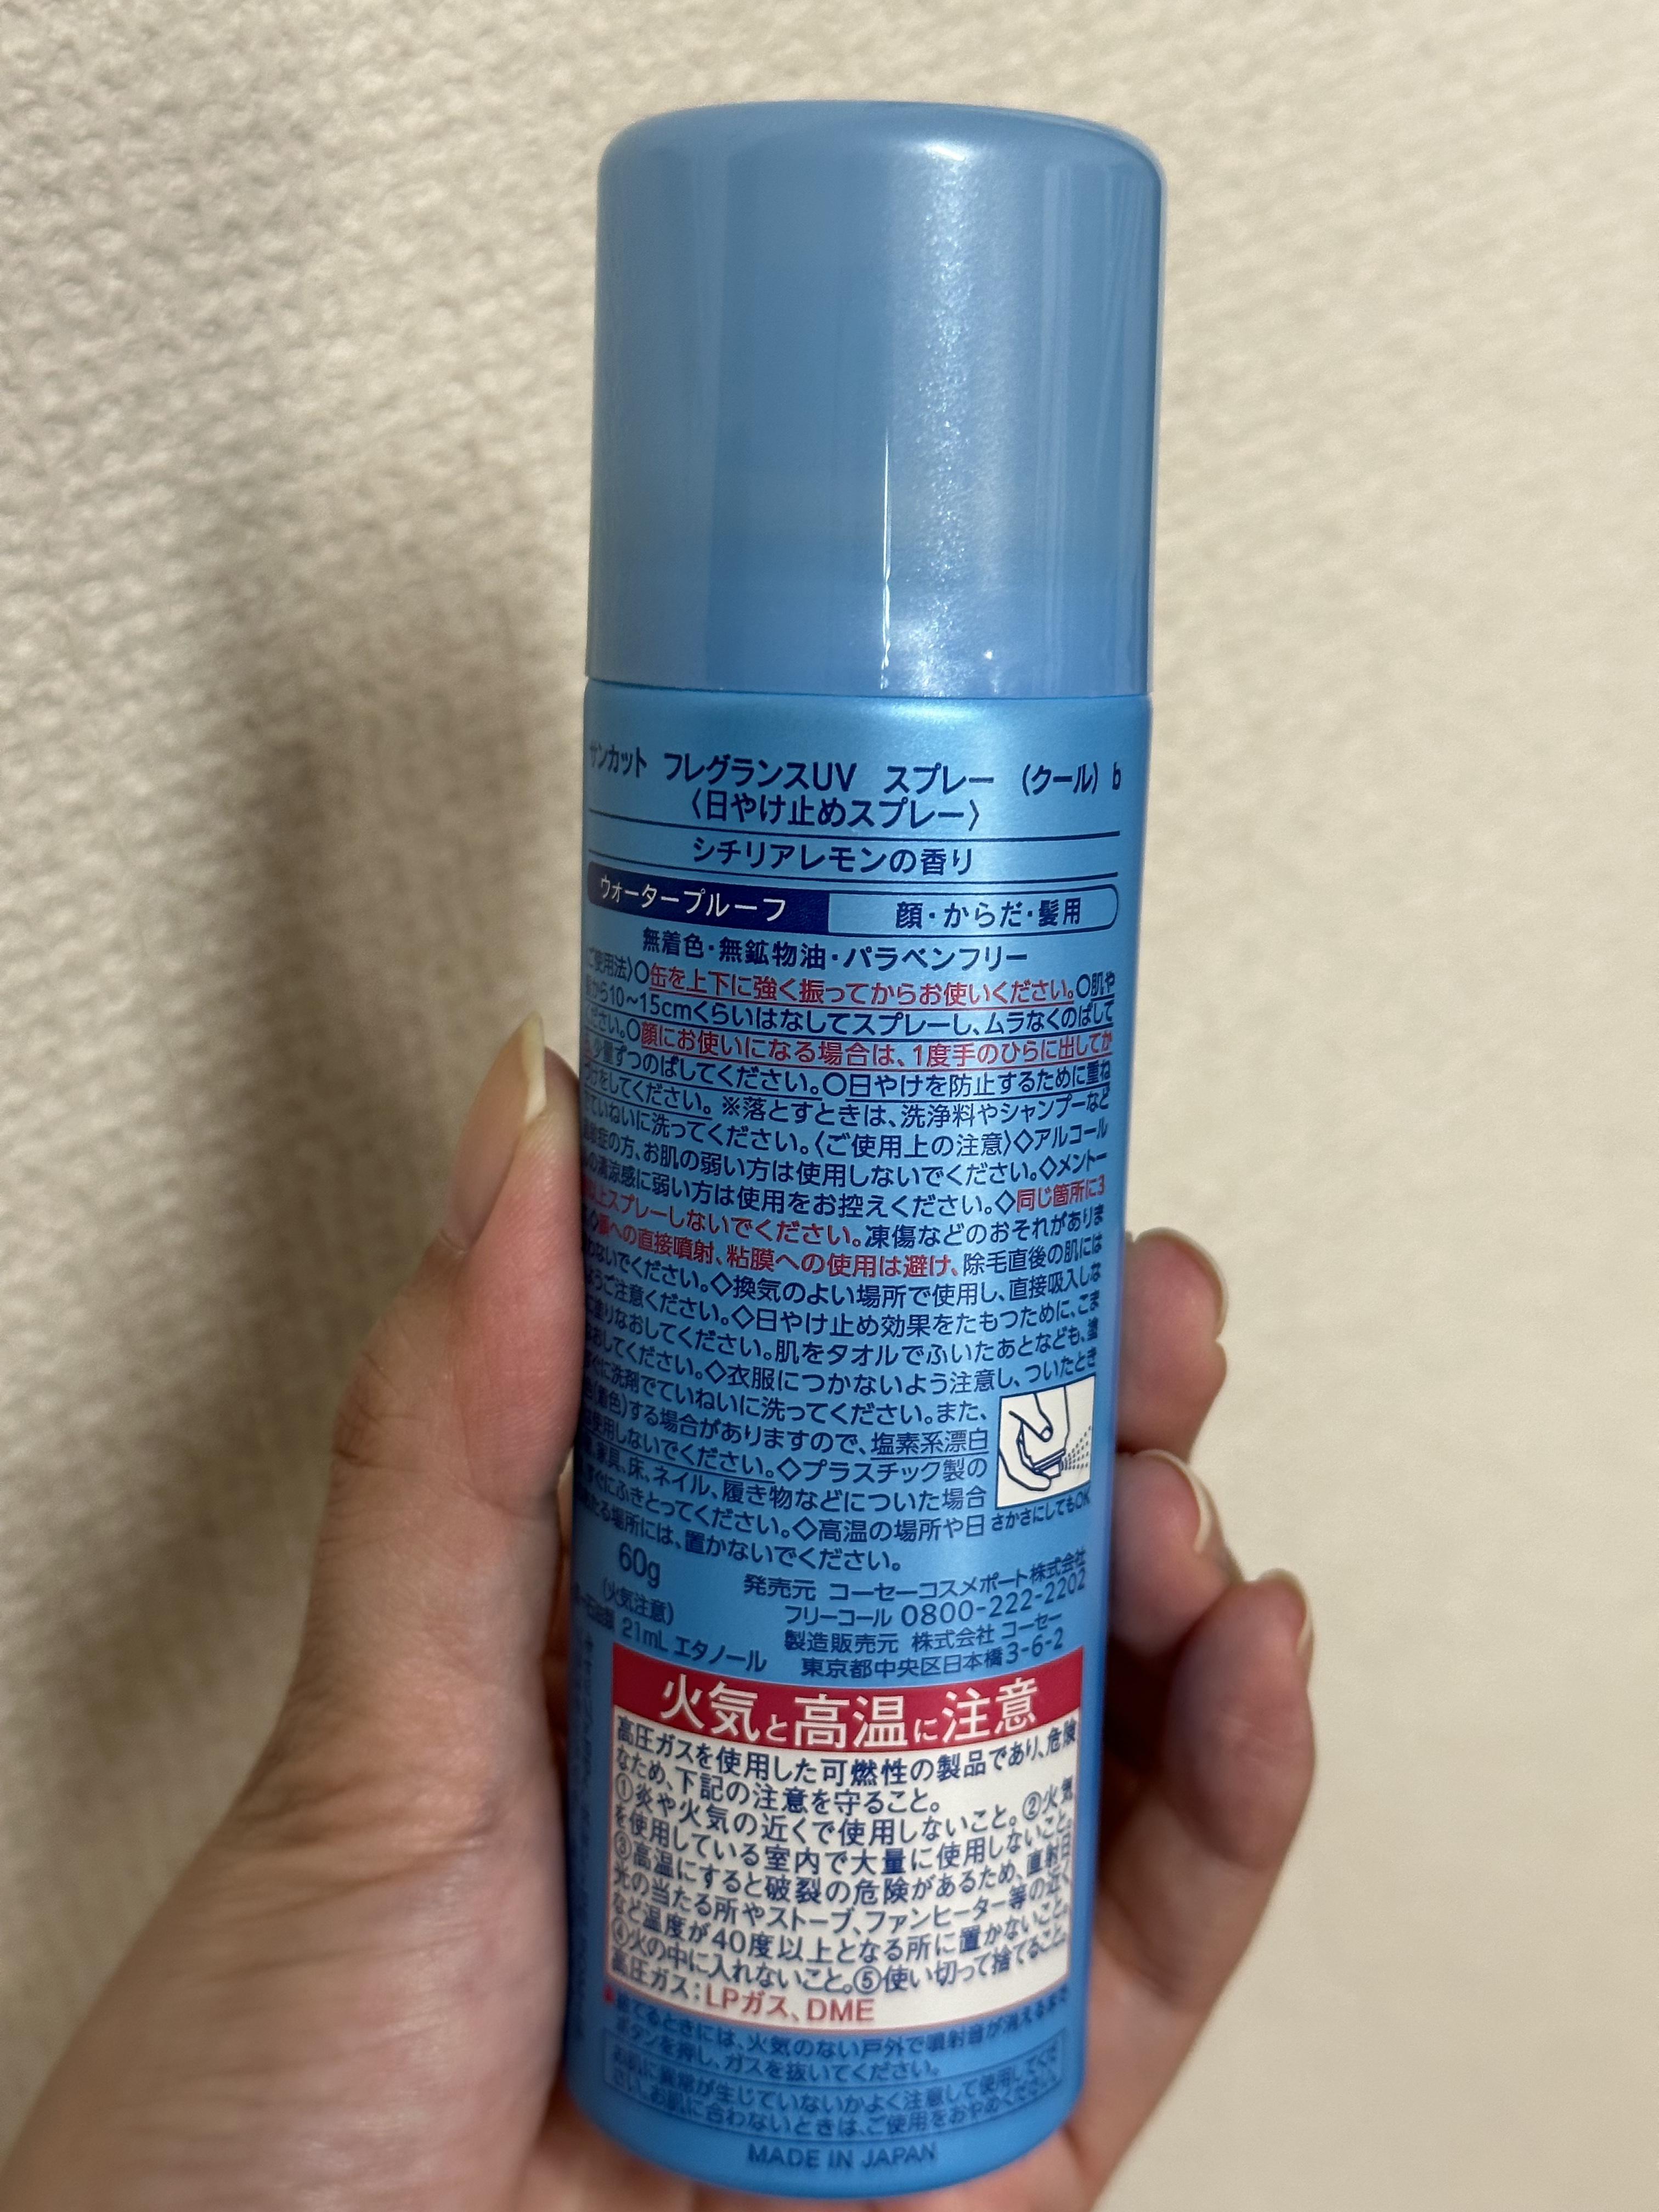 サンカット フレグランスUV スプレー (クール) b
〈日やけ止めスプレー〉
シチリアレモンの香り
ウォータープルーフ 顔・からだ・髪用
無着色・無鉱物油・パラベンフリー
ご使用法〉○缶を上下に強く振ってからお使いください。○肌や
から10～15cmくらいはなしてスプレーし、ムラなくのばして
ださい。○顔にお使いになる場合は、1度手のひらに出してか
少量ずつのばしてください。○日やけを防止するために重ね
づけをしてください。※落とすときは、洗浄料やシャンプーなど
ていねいに洗ってください。〈ご使用上の注意〉◇アルコール
敏症の方、お肌の弱い方は使用しないでください。◇メントー
の清涼感に弱い方は使用をお控えください。◇同じ箇所に3
以上スプレーしないでください。凍傷などのおそれがありま
◇顔への直接噴射、粘膜への使用は避け、除毛直後の肌には
わないでください。◇換気のよい場所で使用し、直接吸入しな
ようご注意ください。◇日やけ止め効果をたもつために、こま
に塗りなおしてください。肌をタオルでふいたあとなども、塗
なおしてください。◇衣服につかないよう注意し、ついたとき
すぐに洗剤でていねいに洗ってください。また、
色(着色)する場合がありますので、塩素系漂白
使用しないでください。◇プラスチック製の
家具、床、ネイル、履き物などについた場合
すぐにふきとってください。◇高温の場所や日
たる場所には、置かないでください。
さかさにしてもOK
60g
(火気注意)
21mL エタノール
発売元 コーセーコスメポート株式会社
フリーコール 0800-222-2202
製造販売元 株式会社 コーセー
東京都中央区日本橋3-6-2
火気と高温に注意
高圧ガスを使用した可燃性の製品であり、危険
なため、下記の注意を守ること。
①炎や火気の近くで使用しないこと。②火気
を使用している室内で大量に使用しないこと。
③高温にすると破裂の危険があるため、直射日
光の当たる所やストーブ、ファンヒーター等の近く
など温度が40度以上となる所に置かないこと。
④火の中に入れないこと。⑤使い切って捨てること。
高圧ガス：LPガス、DME
捨てるときには、火気のない戸外で噴射音が消えるまで
ボタンを押し、ガスを抜いてください。
お肌に異常が生じていないかよく注意して使用してくだ
さい。お肌に合わないときは、ご使用をおやめください。
MADE IN JAPAN